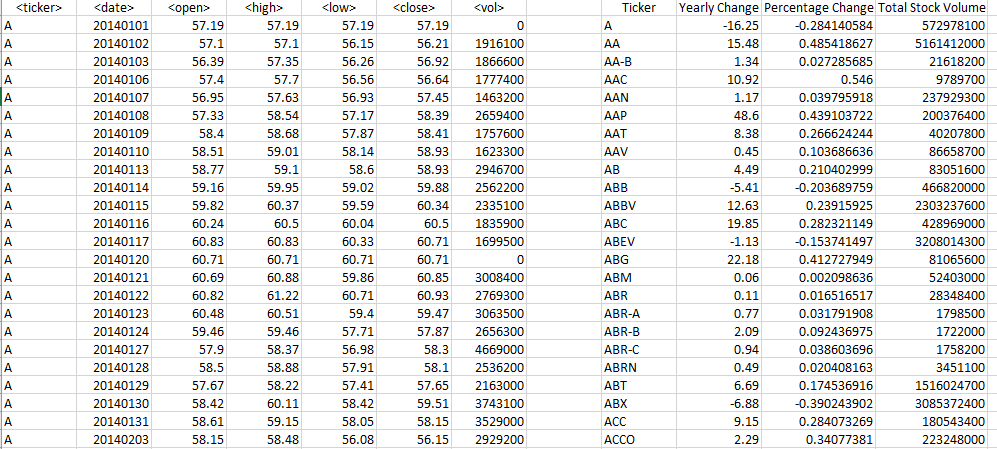 <ticker> <date> <open> <high> <low> <close> <vol> Ticker Yearly Change Percentage Change Total Stock Volume
A 20140101 57.19 57.19 57.19 57.19 0 A -16.25 -0.284140584 572978100
A 20140102 57.1 57.1 56.15 56.21 1916100 AA 15.48 0.485418627 5161412000
A 20140103 56.39 57.35 56.26 56.92 1866600 AA-B 1.34 0.027285685 21618200
A 20140106 57.4 57.7 56.56 56.64 1777400 AAC 10.92 0.546 9789700
A 20140107 56.95 57.63 56.93 57.45 1463200 AAN 1.17 0.039795918 237929300
A 20140108 57.33 58.54 57.17 58.39 2659400 AAP 48.6 0.439103722 200376400
A 20140109 58.4 58.68 57.87 58.41 1757600 AAT 8.38 0.266624244 40207800
A 20140110 58.51 59.01 58.14 58.93 1623300 AAV 0.45 0.103686636 86658700
A 20140113 58.77 59.1 58.6 58.93 2946700 AB 4.49 0.210402999 83051600
A 20140114 59.16 59.95 59.02 59.88 2562200 ABB -5.41 -0.203689759 466820000
A 20140115 59.82 60.37 59.59 60.34 2335100 ABBV 12.63 0.23915925 2303237600
A 20140116 60.24 60.5 60.04 60.5 1835900 ABC 19.85 0.282321149 428969000
A 20140117 60.83 60.83 60.33 60.71 1699500 ABEV -1.13 -0.153741497 3208014300
A 20140120 60.71 60.71 60.71 60.71 0 ABG 22.18 0.412727949 81065600
A 20140121 60.69 60.88 59.86 60.85 3008400 ABM 0.06 0.002098636 52403000
A 20140122 60.82 61.22 60.71 60.93 2769300 ABR 0.11 0.016516517 28348400
A 20140123 60.48 60.51 59.4 59.47 3063500 ABR-A 0.77 0.031791908 1798500
A 20140124 59.46 59.46 57.71 57.87 2656300 ABR-B 2.09 0.092436975 1722000
A 20140127 57.9 58.37 56.98 58.3 4669000 ABR-C 0.94 0.038603696 1758200
A 20140128 58.5 58.88 57.91 58.1 2536200 ABRN 0.49 0.020408163 3451100
A 20140129 57.67 58.22 57.41 57.65 2163000 ABT 6.69 0.174536916 1516024700
A 20140130 58.42 60.11 58.42 59.51 3743100 ABX -6.88 -0.390243902 3085372400
A 20140131 58.61 59.15 58.05 58.15 3529000 ACC 9.15 0.284073269 180543400
A 20140203 58.15 58.48 56.08 56.15 2929200 ACCO 2.29 0.34077381 223248000